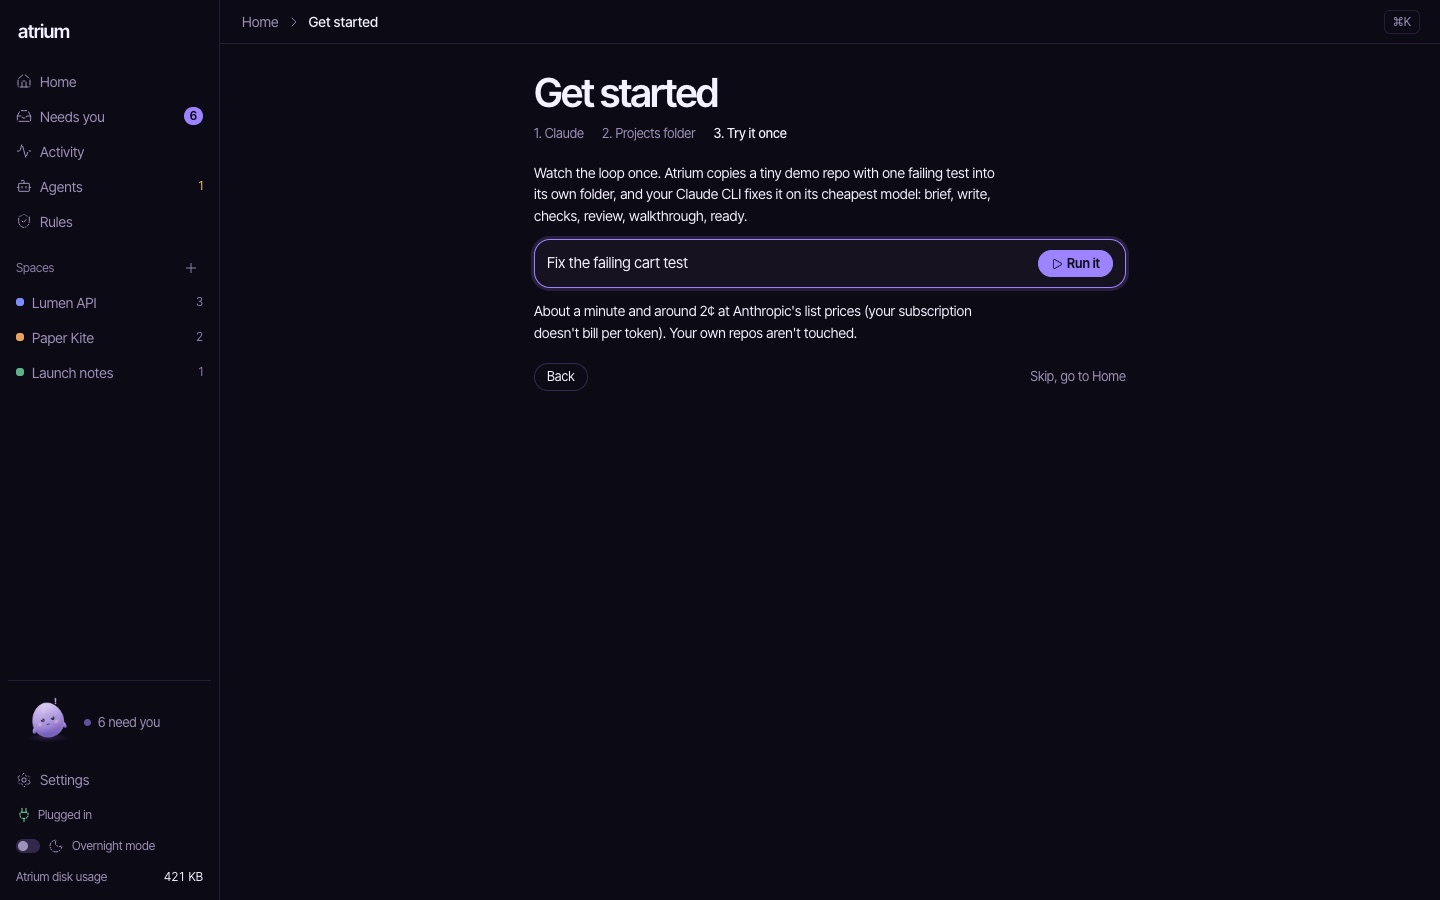 atrium
Home
Needs you
6
Activity
Agents
1
Rules
Spaces
Lumen API
3
Paper Kite
2
Launch notes
1
6 need you
Settings
Plugged in
Overnight mode
Atrium disk usage
421 KB
Home
Get started
⌘K
Get started
1. Claude
2. Projects folder
3. Try it once
Watch the loop once. Atrium copies a tiny demo repo with one failing test into
its own folder, and your Claude CLI fixes it on its cheapest model: brief, write,
checks, review, walkthrough, ready.
Fix the failing cart test
Run it
About a minute and around 2¢ at Anthropic's list prices (your subscription
doesn't bill per token). Your own repos aren't touched.
Back
Skip, go to Home